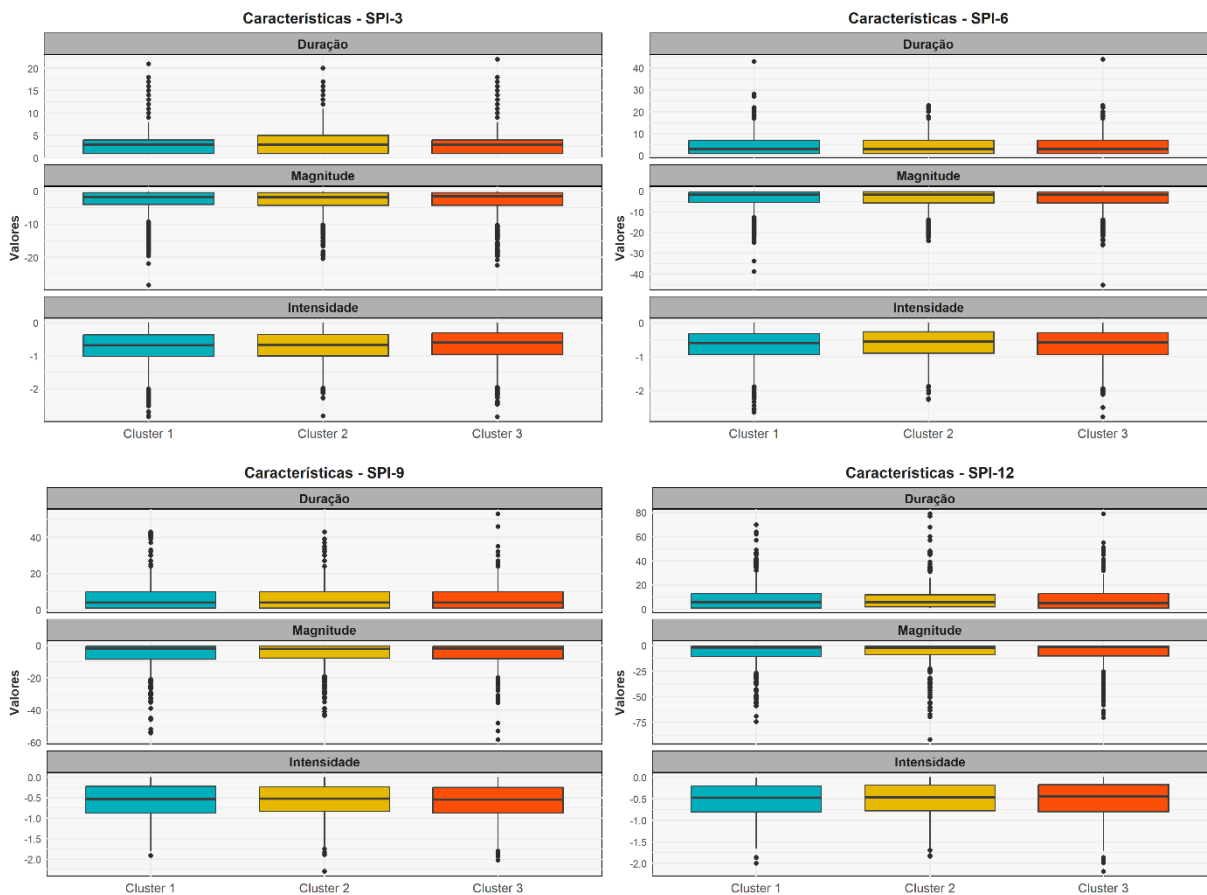 Características - SPI-3
Duração
20
15
10
5
0
Magnitude
0
-10
-20
Intensidade
0
-1
-2
Valores
Cluster 1 Cluster 2 Cluster 3
Características - SPI-6
Duração
40
30
20
10
0
Magnitude
0
-10
-20
-30
-40
Intensidade
0
-1
-2
Valores
Cluster 1 Cluster 2 Cluster 3
Características - SPI-9
Duração
40
20
0
Magnitude
0
-20
-40
-60
Intensidade
0.0
-0.5
-1.0
-1.5
-2.0
Valores
Cluster 1 Cluster 2 Cluster 3
Características - SPI-12
Duração
80
60
40
20
0
Magnitude
0
-25
-50
-75
Intensidade
0.0
-0.5
-1.0
-1.5
-2.0
Valores
Cluster 1 Cluster 2 Cluster 3